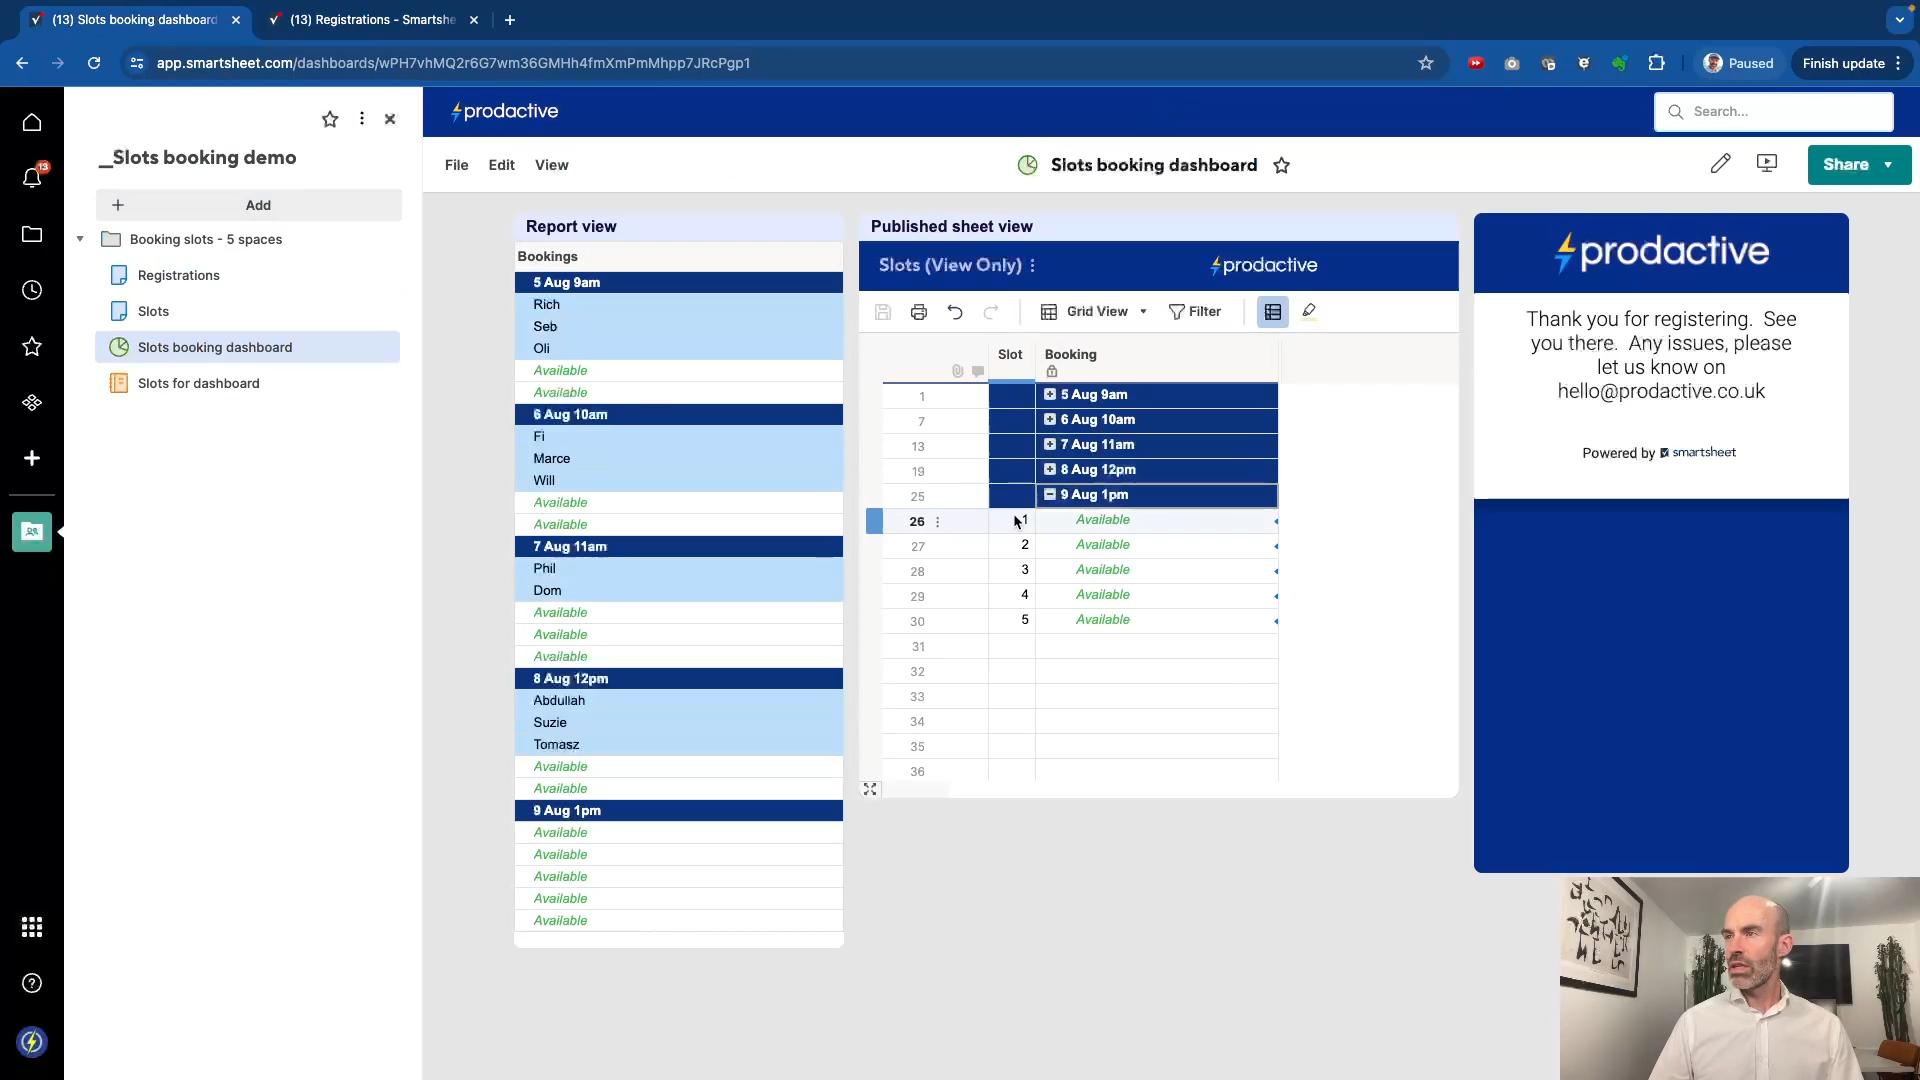 (13) Slots booking dashboard
(13) Registrations - Smartshe
app.smartsheet.com/dashboards/wPH7vhMQ2r6G7wm36GMHh4fmXmPmMhpp7JRcPgp1
Paused
Finish update
prodactive
Search...
13
_Slots booking demo
Add
Booking slots - 5 spaces
Registrations
Slots
Slots booking dashboard
Slots for dashboard
File
Edit
View
Slots booking dashboard
Share
Report view
Bookings
5 Aug 9am
Rich
Seb
Oli
Available
Available
6 Aug 10am
Fi
Marce
Will
Available
Available
7 Aug 11am
Phil
Dom
Available
Available
Available
8 Aug 12pm
Abdullah
Suzie
Tomasz
Available
Available
9 Aug 1pm
Available
Available
Available
Available
Available
Published sheet view
Slots (View Only)
prodactive
Grid View
Filter
Slot Booking
1 5 Aug 9am
7 6 Aug 10am
13 7 Aug 11am
19 8 Aug 12pm
25 9 Aug 1pm
26 1 Available
27 2 Available
28 3 Available
29 4 Available
30 5 Available
31
32
33
34
35
36
prodactive
Thank you for registering. See
you there. Any issues, please
let us know on
hello@prodactive.co.uk
Powered by smartsheet